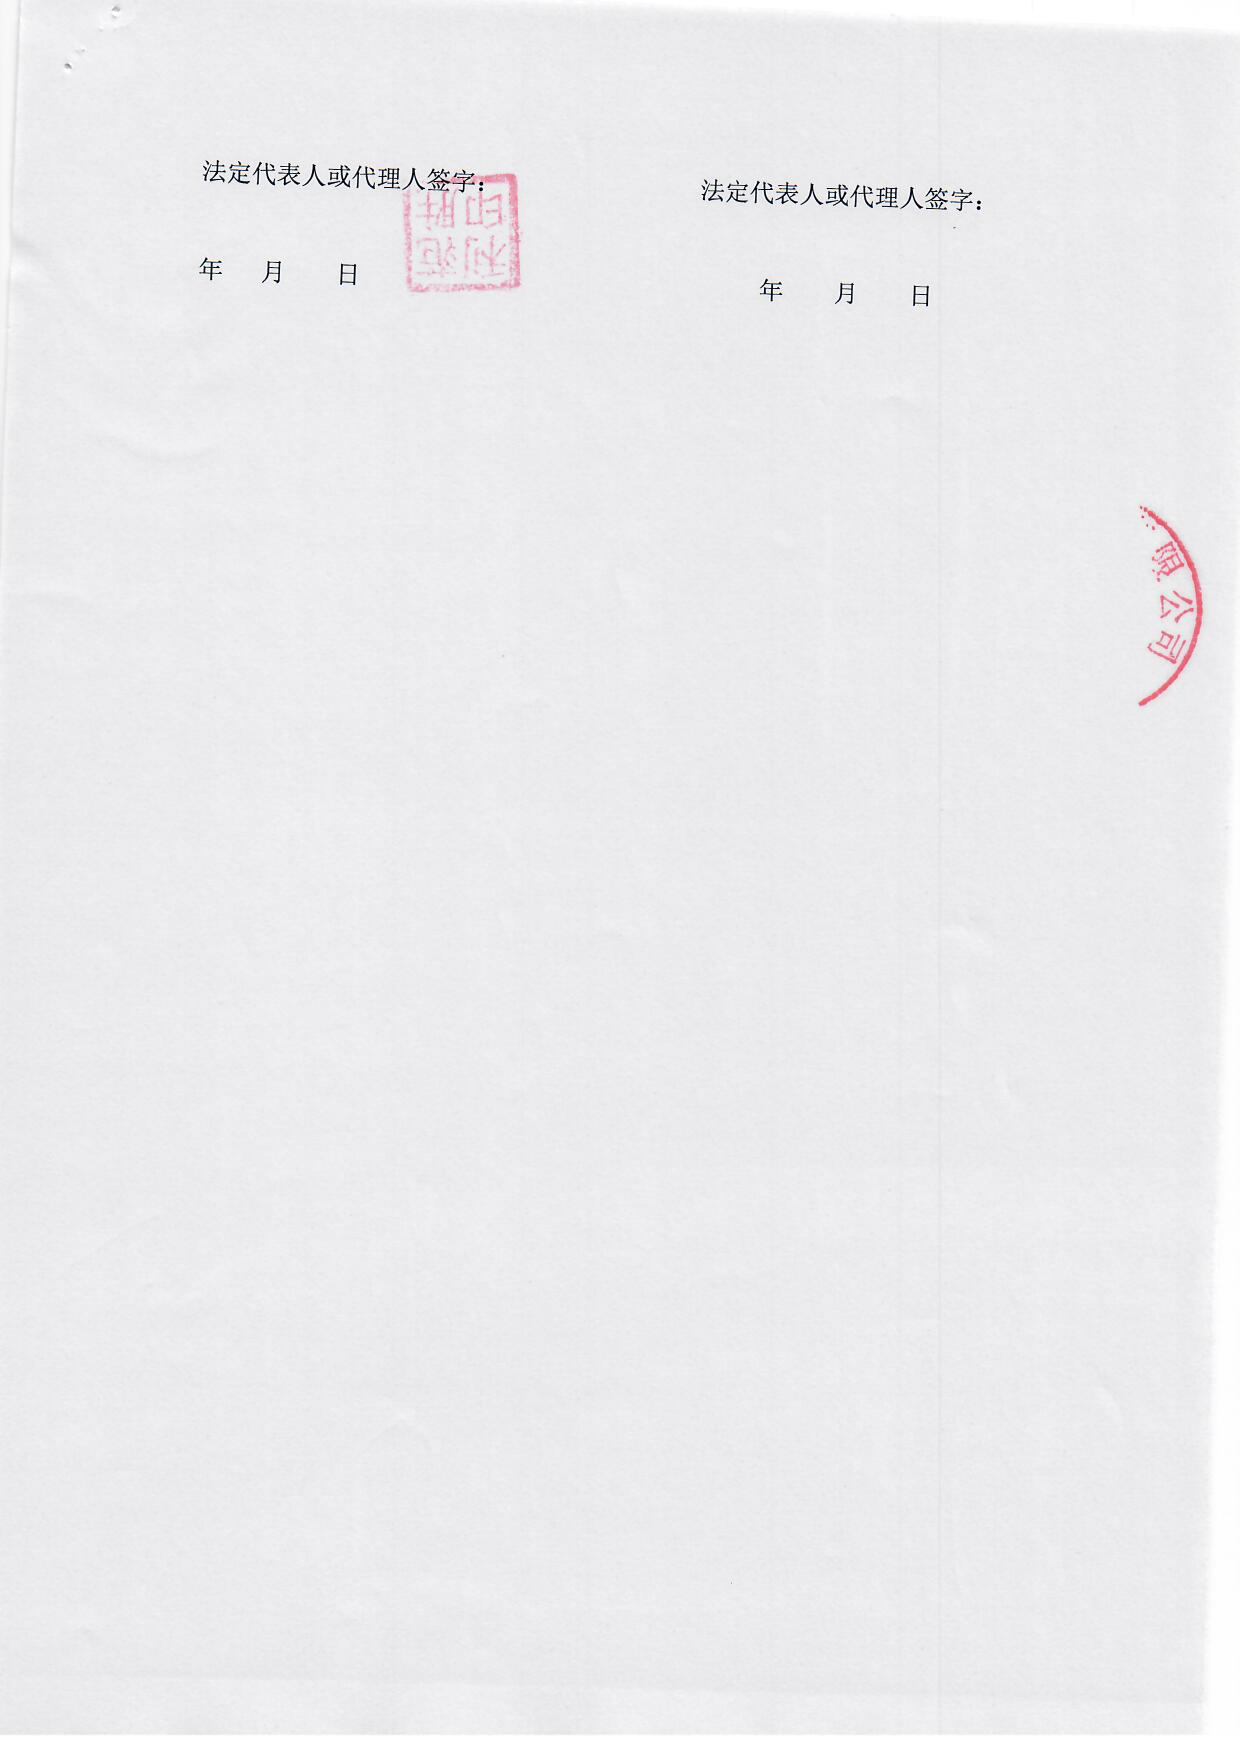 法定代表人或代理人签字：
年 月 日
法定代表人或代理人签字：
年 月 日
限公司